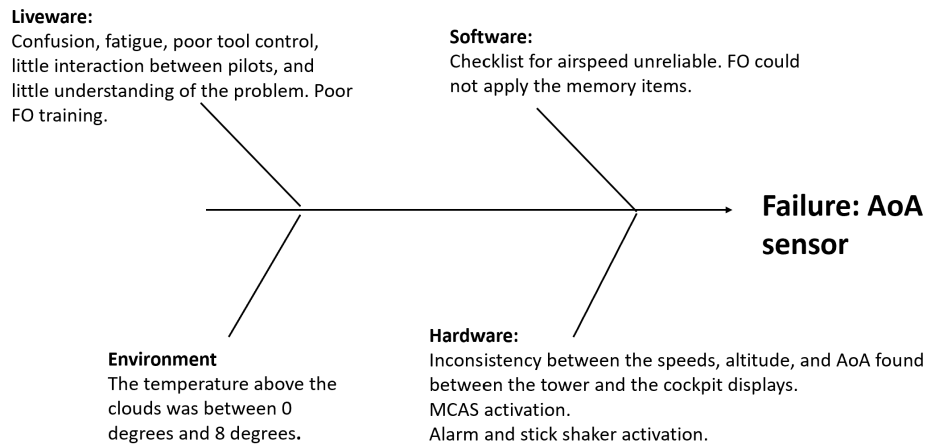 Liveware:
Confusion, fatigue, poor tool control,
little interaction between pilots, and
little understanding of the problem. Poor
FO training.
Software:
Checklist for airspeed unreliable. FO could
not apply the memory items.
Failure: AoA
sensor
Environment
The temperature above the
clouds was between 0
degrees and 8 degrees.
Hardware:
Inconsistency between the speeds, altitude, and AoA found
between the tower and the cockpit displays.
MCAS activation.
Alarm and stick shaker activation.